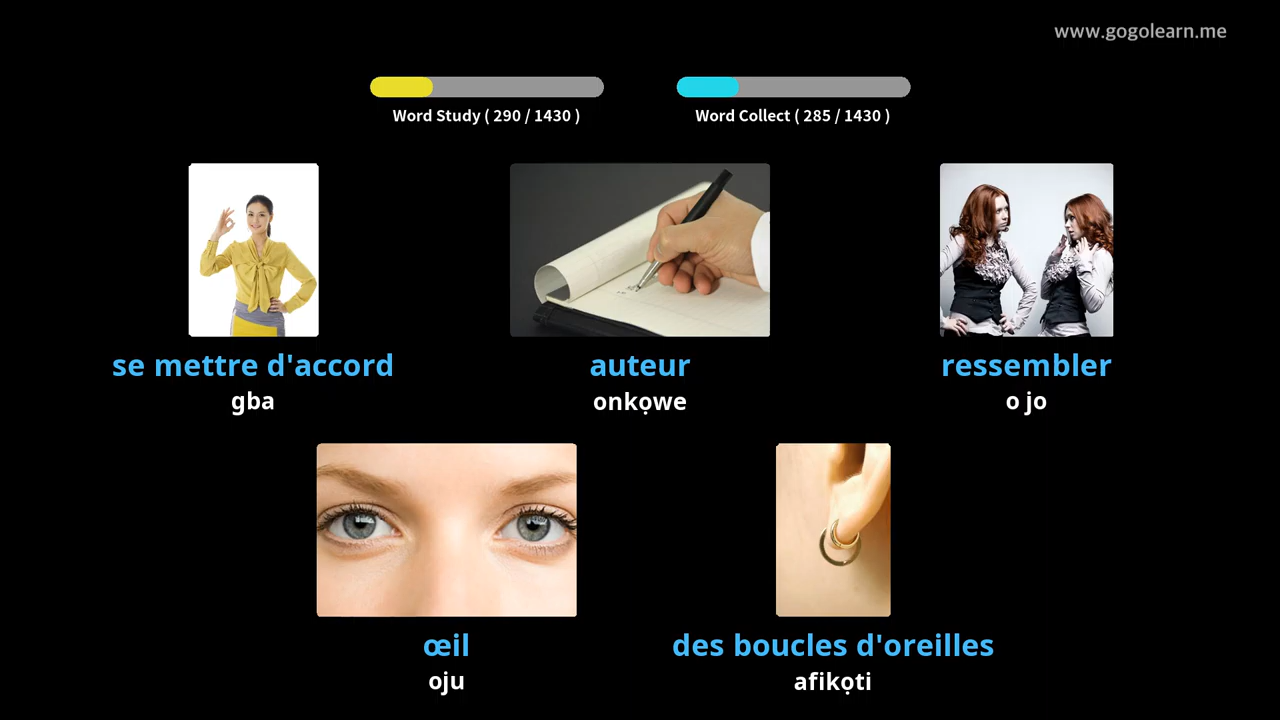 www.gogolearn.me
Word Study ( 290 / 1430 )
Word Collect ( 285 / 1430 )
se mettre d'accord
gba
auteur
onkọwe
ressembler
o jo
œil
oju
des boucles d'oreilles
afikọti